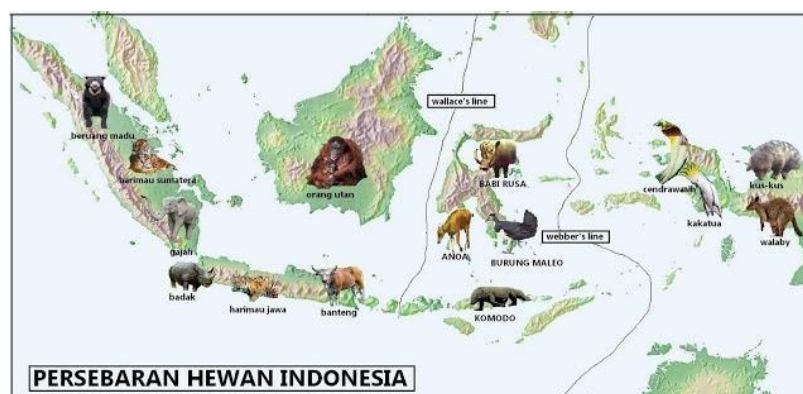 wallace's line
beruang madu
harimau sumatera
orang utan
BABI RUSA
cendrawasih
kus-kus
kakatua
walaby
gajah
ANOA
BURUNG MALEO
webber's line
badak
harimau jawa
banteng
KOMODO
PERSEBARAN HEWAN INDONESIA